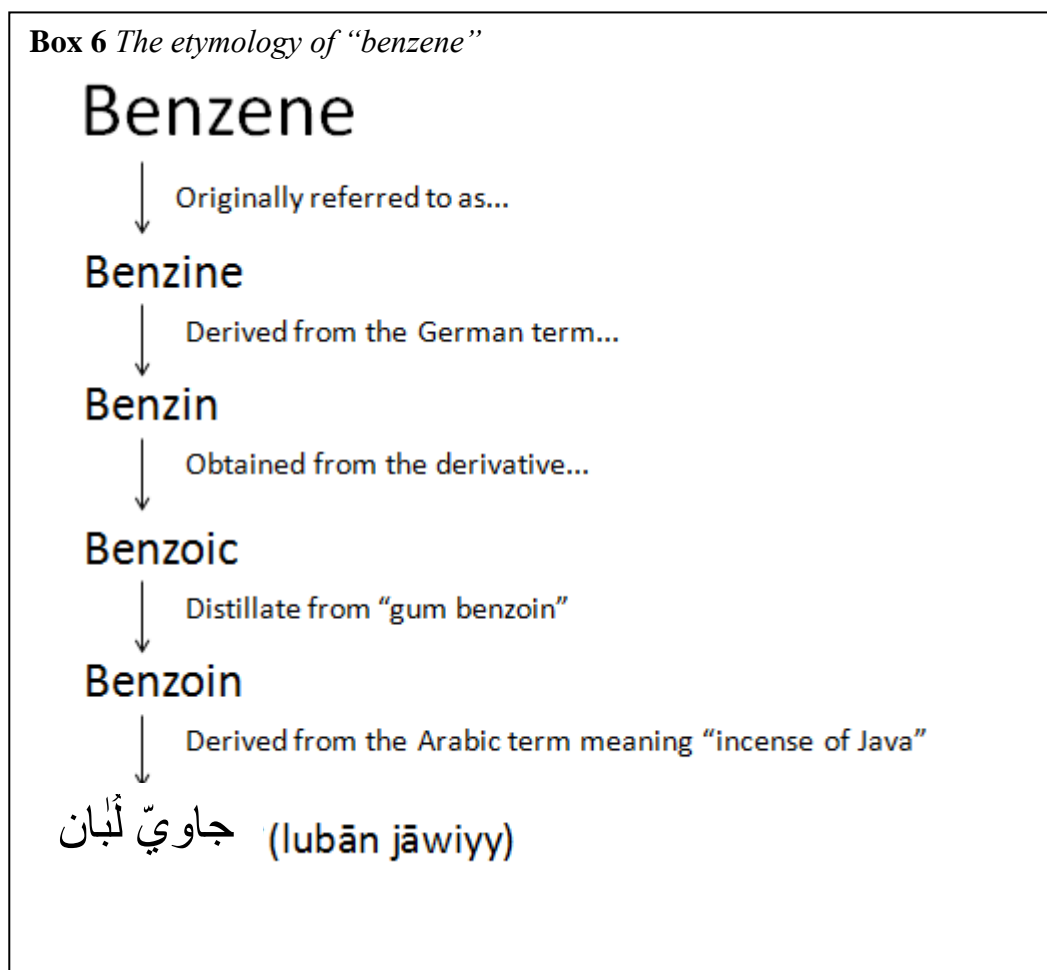 Box 6 The etymology of “benzene”
Benzene
Originally referred to as...
Benzine
Derived from the German term...
Benzin
Obtained from the derivative...
Benzoic
Distillate from “gum benzoin”
Benzoin
Derived from the Arabic term meaning “incense of Java”
جاويّ لُبٰان (lubān jāwiyy)